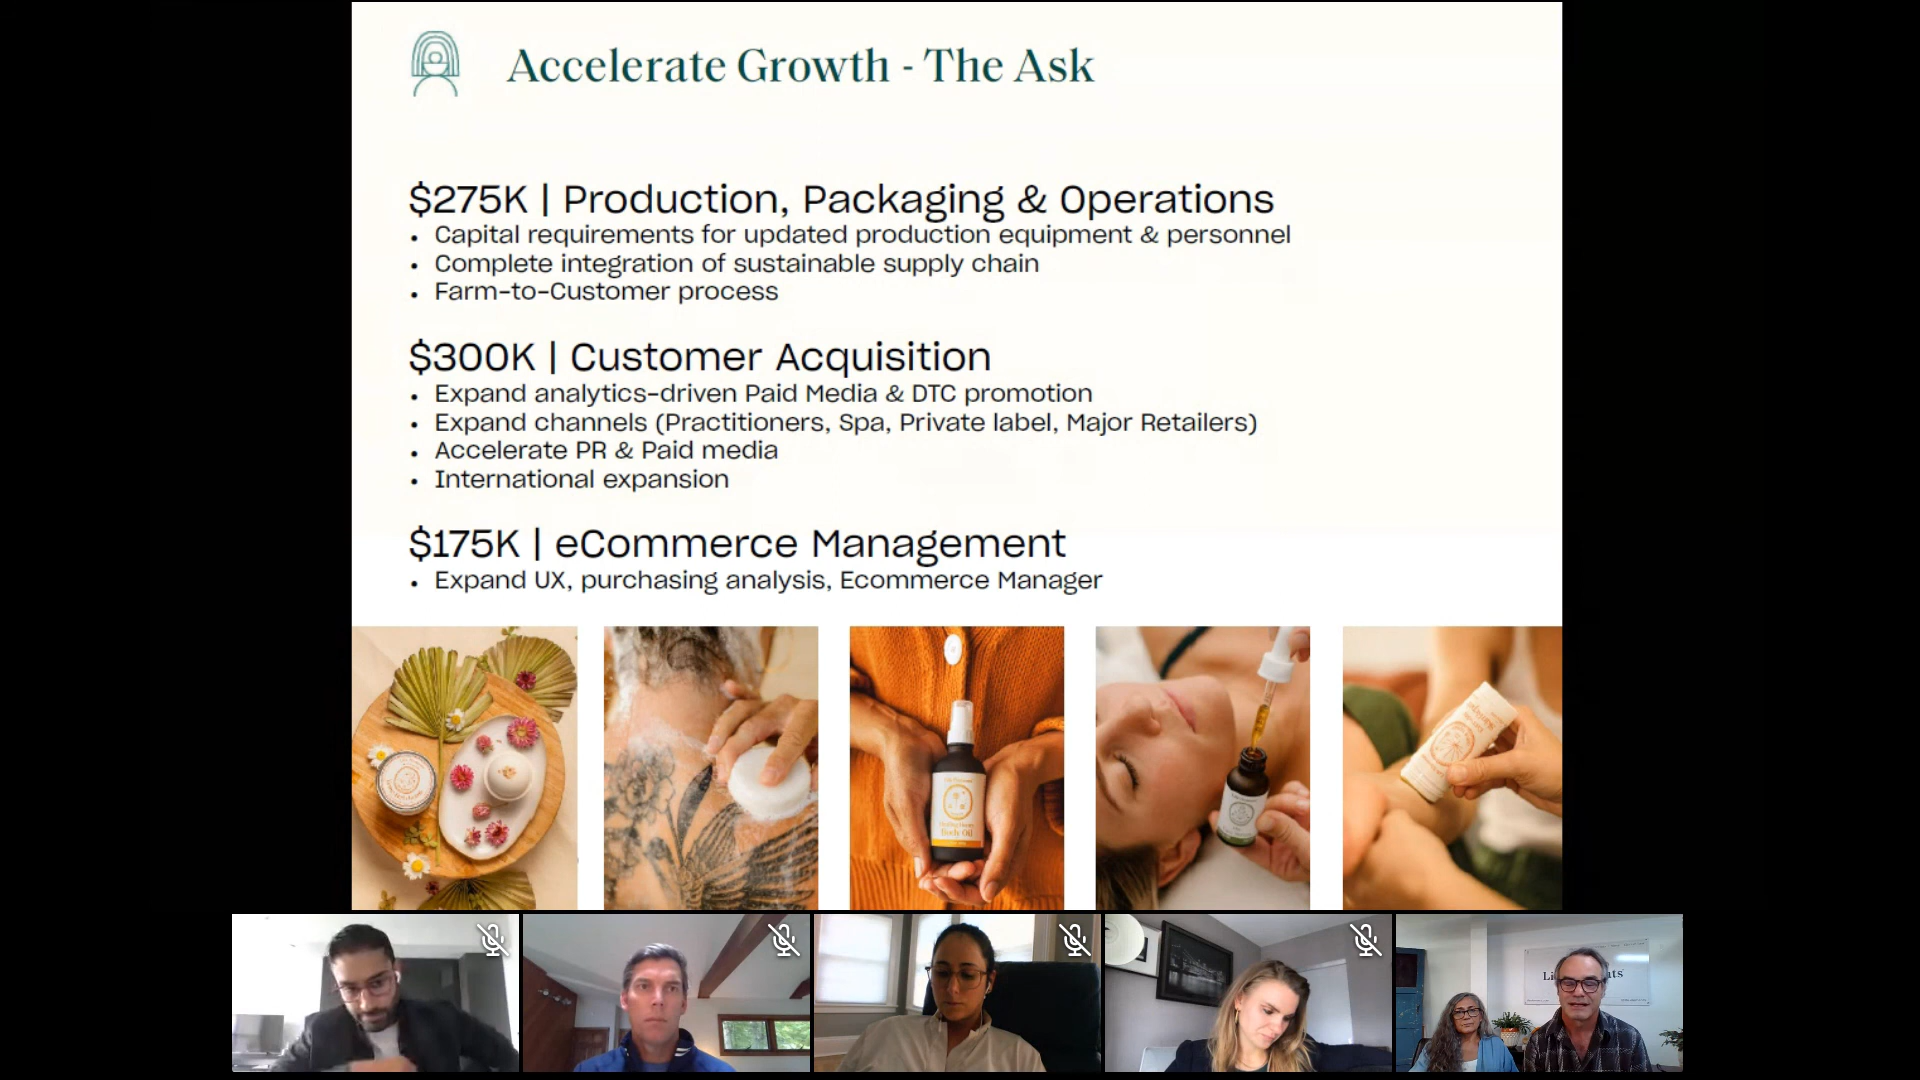 Accelerate Growth - The Ask
$275K | Production, Packaging & Operations
• Capital requirements for updated production equipment & personnel
• Complete integration of sustainable supply chain
• Farm-to-Customer process
$300K | Customer Acquisition
• Expand analytics-driven Paid Media & DTC promotion
• Expand channels (Practitioners, Spa, Private label, Major Retailers)
• Accelerate PR & Paid media
• International expansion
$175K | eCommerce Management
• Expand UX, purchasing analysis, Ecommerce Manager
Body Oil